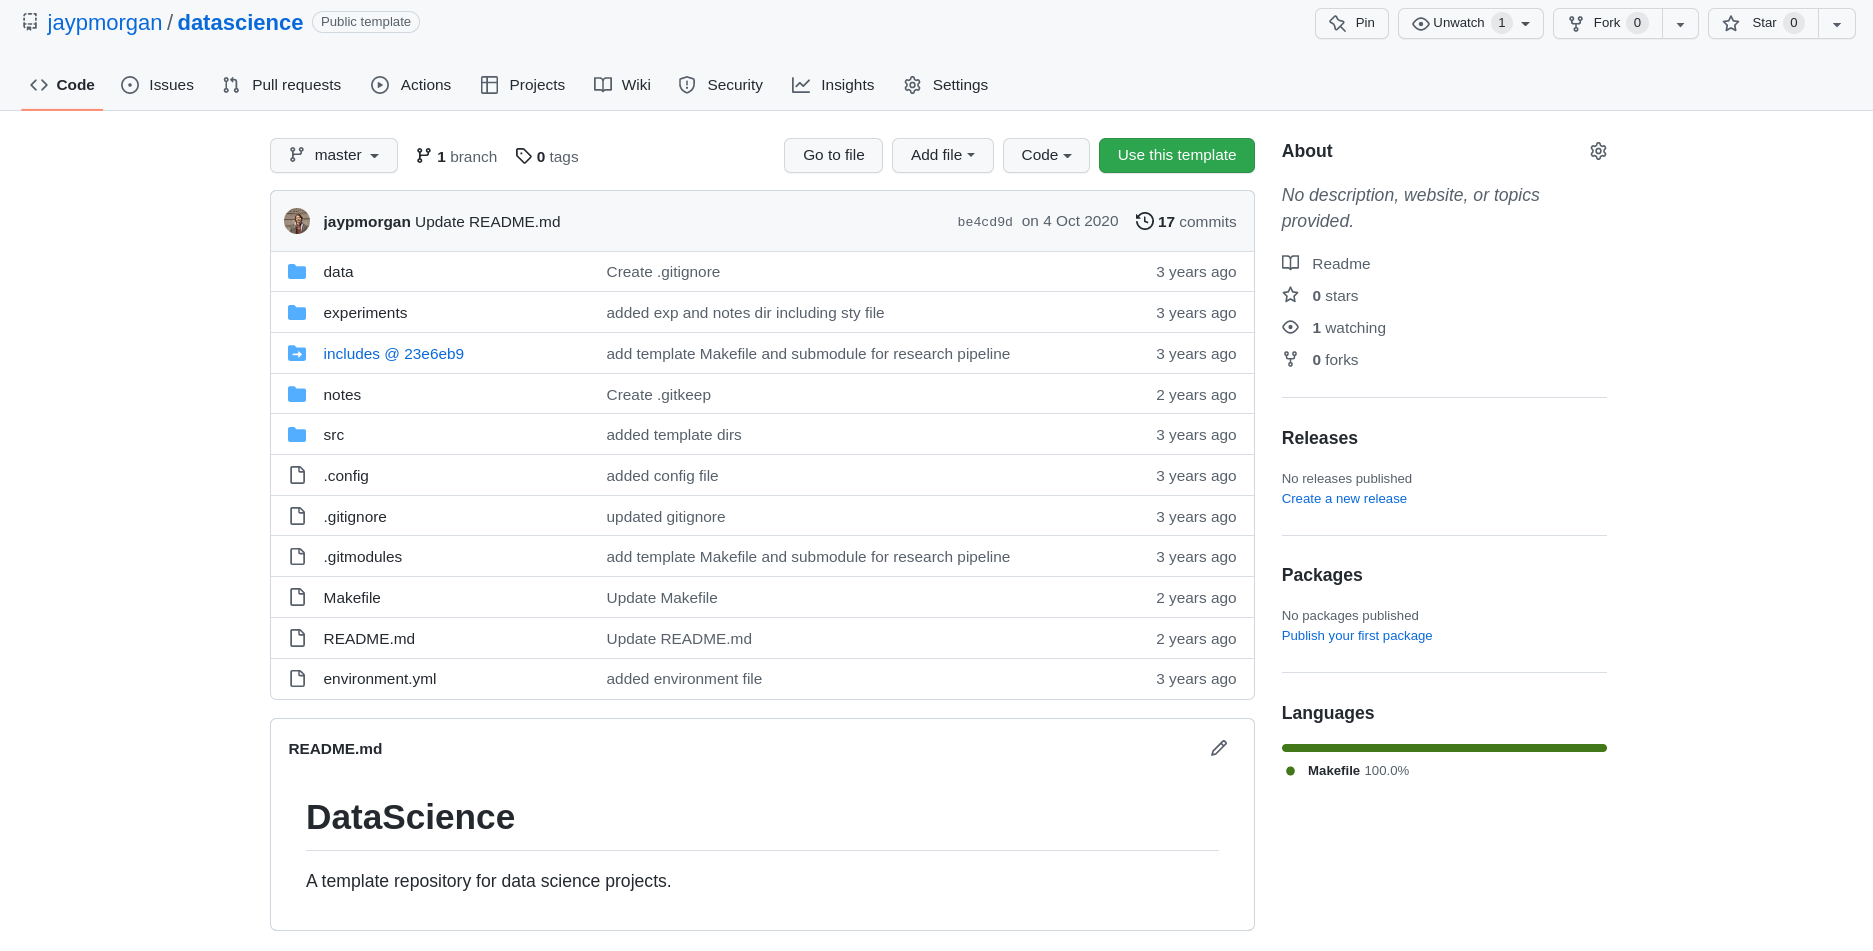 jaypmorgan / datascience Public template Pin Unwatch 1 Fork 0 Star 0
Code Issues Pull requests Actions Projects Wiki Security Insights Settings
master 1 branch 0 tags Go to file Add file Code Use this template
jaypmorgan Update README.md be4cd9d on 4 Oct 2020 17 commits
data Create .gitignore 3 years ago
experiments added exp and notes dir including sty file 3 years ago
includes @ 23e6eb9 add template Makefile and submodule for research pipeline 3 years ago
notes Create .gitkeep 2 years ago
src added template dirs 3 years ago
.config added config file 3 years ago
.gitignore updated gitignore 3 years ago
.gitmodules add template Makefile and submodule for research pipeline 3 years ago
Makefile Update Makefile 2 years ago
README.md Update README.md 2 years ago
environment.yml added environment file 3 years ago
README.md
DataScience
A template repository for data science projects.
About
No description, website, or topics
provided.
Readme
0 stars
1 watching
0 forks
Releases
No releases published
Create a new release
Packages
No packages published
Publish your first package
Languages
Makefile 100.0%